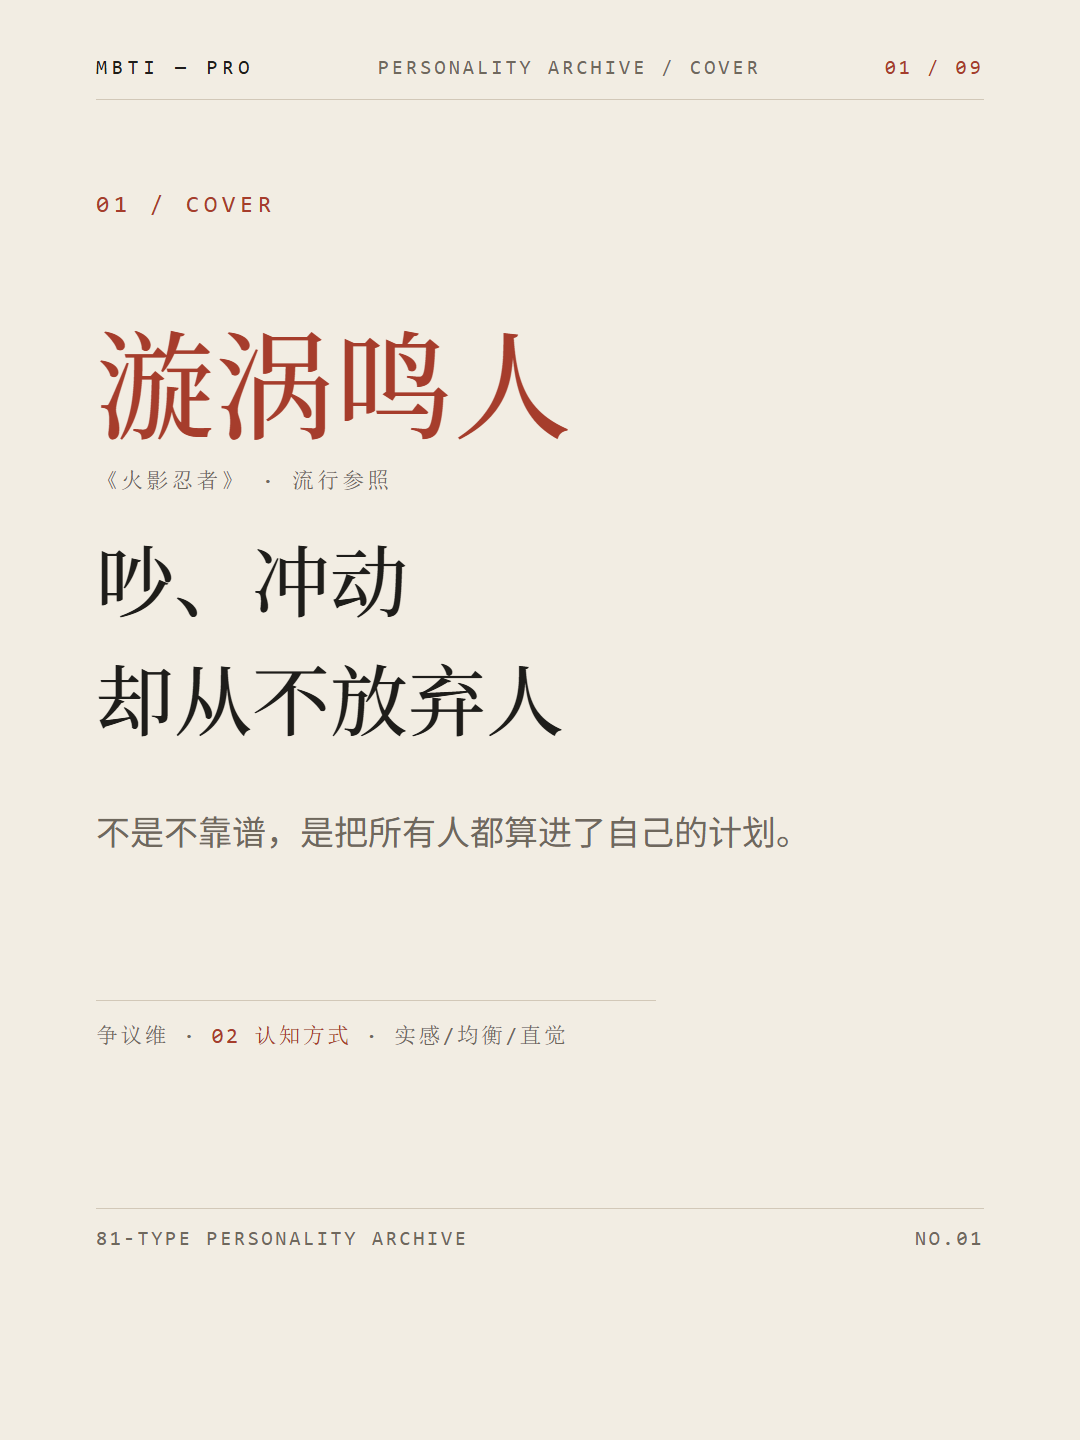 MBTI — PRO PERSONALITY ARCHIVE / COVER 01 / 09
01 / COVER
漩涡鸣人
《火影忍者》 · 流行参照
吵、冲动
却从不放弃人
不是不靠谱，是把所有人都算进了自己的计划。
争议维 · 02 认知方式 · 实感/均衡/直觉
81-TYPE PERSONALITY ARCHIVE NO.01